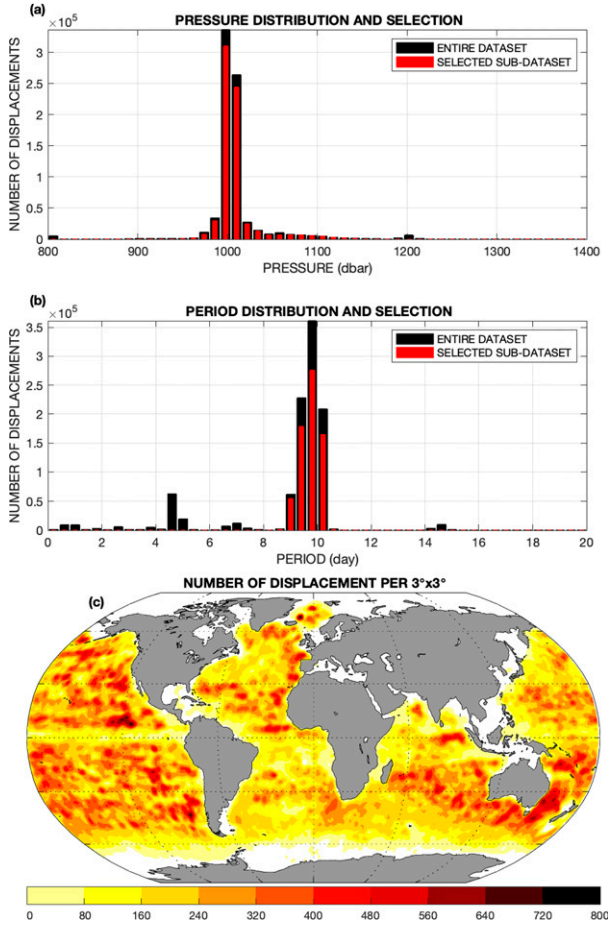 (a)
PRESSURE DISTRIBUTION AND SELECTION
×10⁵
NUMBER OF DISPLACEMENTS
3
2.5
2
1.5
1
0.5
0
ENTIRE DATASET
SELECTED SUB-DATASET
800 900 1000 1100 1200 1300 1400
PRESSURE (dbar)
(b)
PERIOD DISTRIBUTION AND SELECTION
×10⁵
NUMBER OF DISPLACEMENTS
3.5
3
2.5
2
1.5
1
0.5
0
ENTIRE DATASET
SELECTED SUB-DATASET
0 2 4 6 8 10 12 14 16 18 20
PERIOD (day)
NUMBER OF DISPLACEMENT PER 3°x3°
(c)
0 80 160 240 320 400 480 560 640 720 800